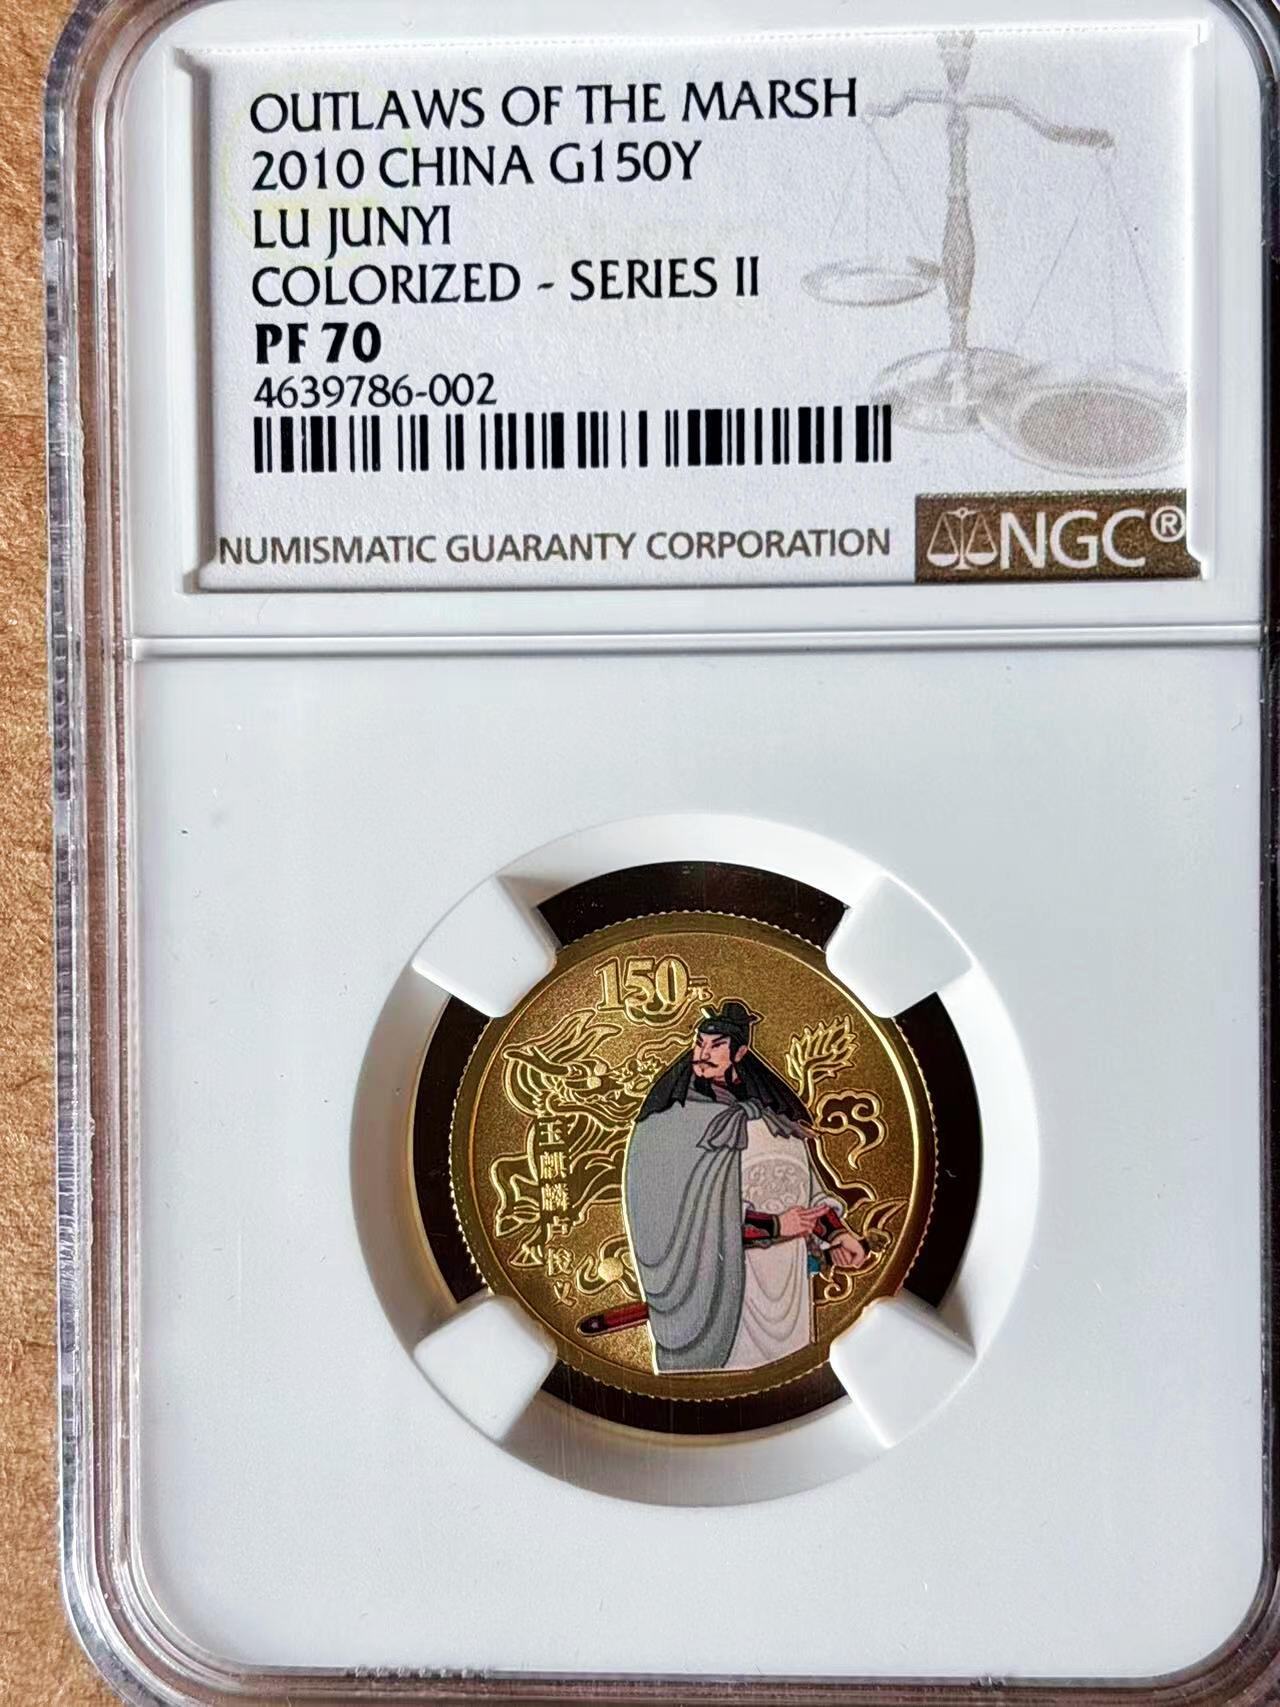 OUTLAWS OF THE MARSH
2010 CHINA G150Y
LU JUNYI
COLORIZED - SERIES II
PF 70
4639786-002
NUMISMATIC GUARANTY CORPORATION
NGC®
150元
玉麒麟卢俊义